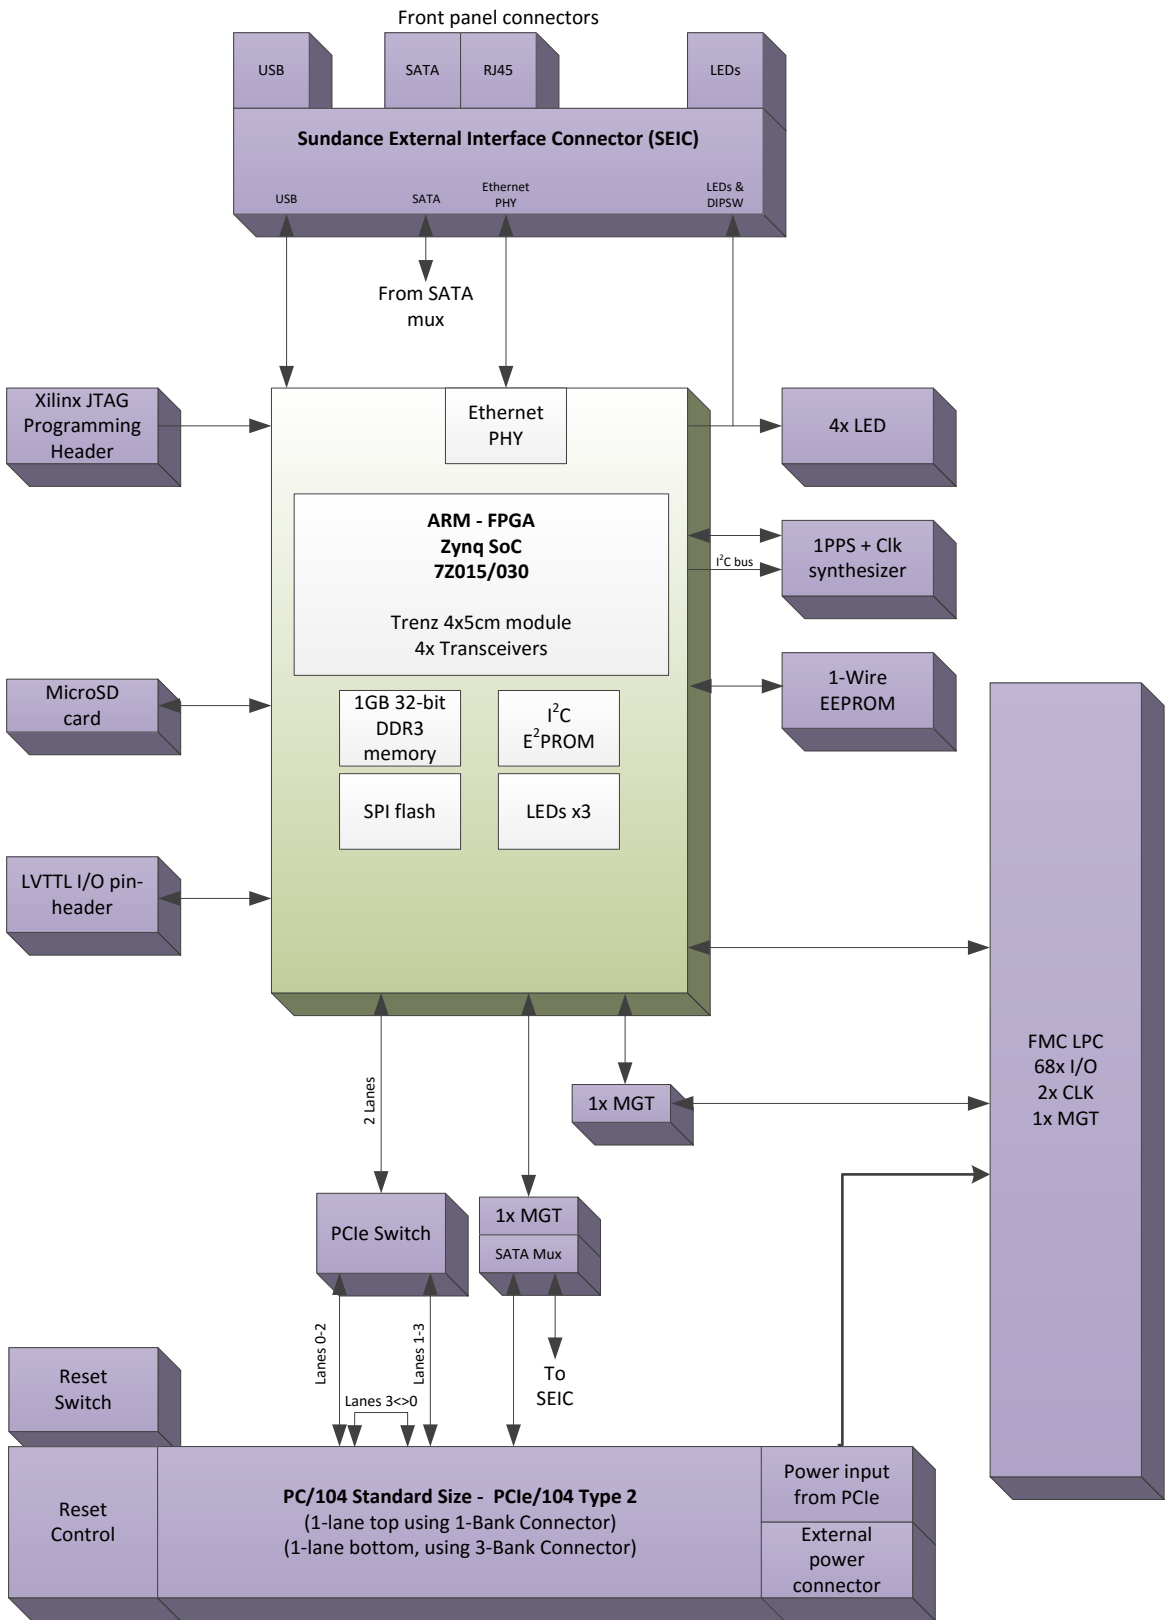 Front panel connectors
USB
SATA
RJ45
LEDs
Sundance External Interface Connector (SEIC)
USB
SATA
Ethernet
PHY
LEDs &
DIPSW
From SATA
mux
Xilinx JTAG
Programming
Header
Ethernet
PHY
4x LED
ARM - FPGA
Zynq SoC
7Z015/030
Trenz 4x5cm module
4x Transceivers
I²C bus
1PPS + Clk
synthesizer
MicroSD
card
1GB 32-bit
DDR3
memory
I²C
E²PROM
1-Wire
EEPROM
SPI flash
LEDs x3
LVTTL I/O pin-
header
FMC LPC
68x I/O
2x CLK
1x MGT
2 Lanes
1x MGT
PCIe Switch
1x MGT
SATA Mux
Lanes 0-2
Lanes 1-3
Lanes 3<>0
To
SEIC
Reset
Switch
Reset
Control
PC/104 Standard Size - PCIe/104 Type 2
(1-lane top using 1-Bank Connector)
(1-lane bottom, using 3-Bank Connector)
Power input
from PCIe
External
power
connector